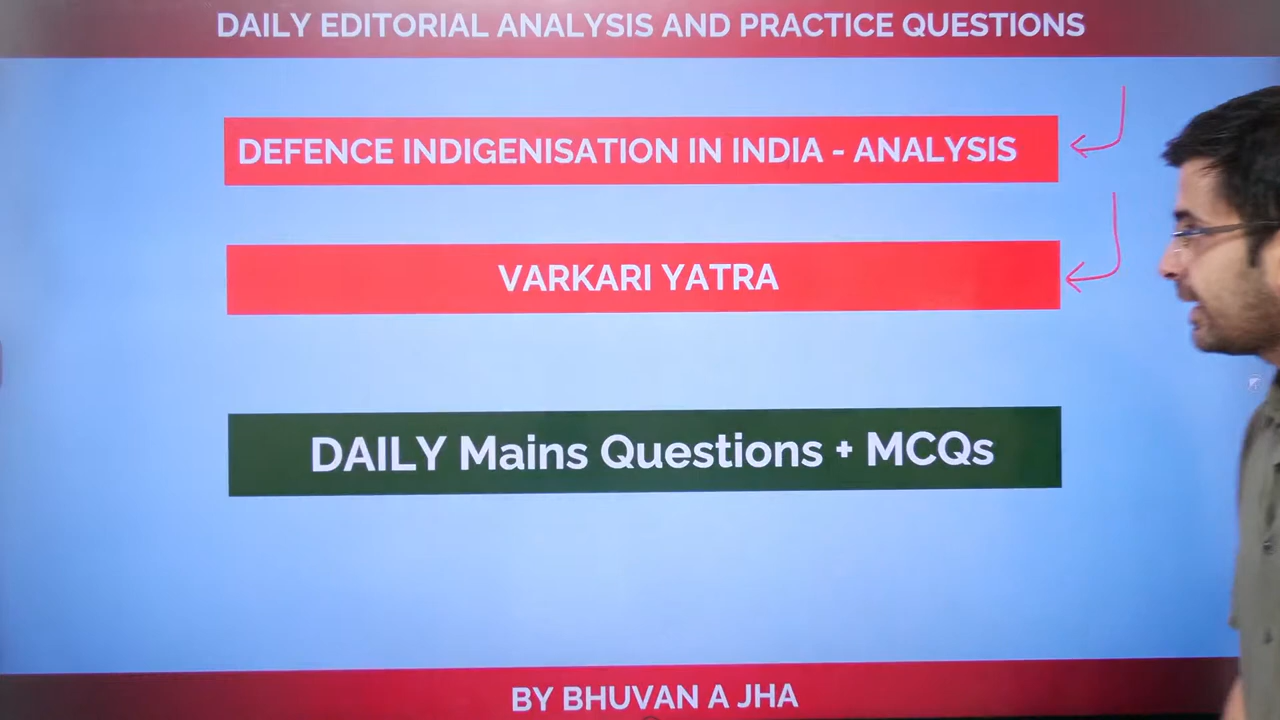 DAILY EDITORIAL ANALYSIS AND PRACTICE QUESTIONS
DEFENCE INDIGENISATION IN INDIA - ANALYSIS
VARKARI YATRA
DAILY Mains Questions + MCQs
BY BHUVAN A JHA